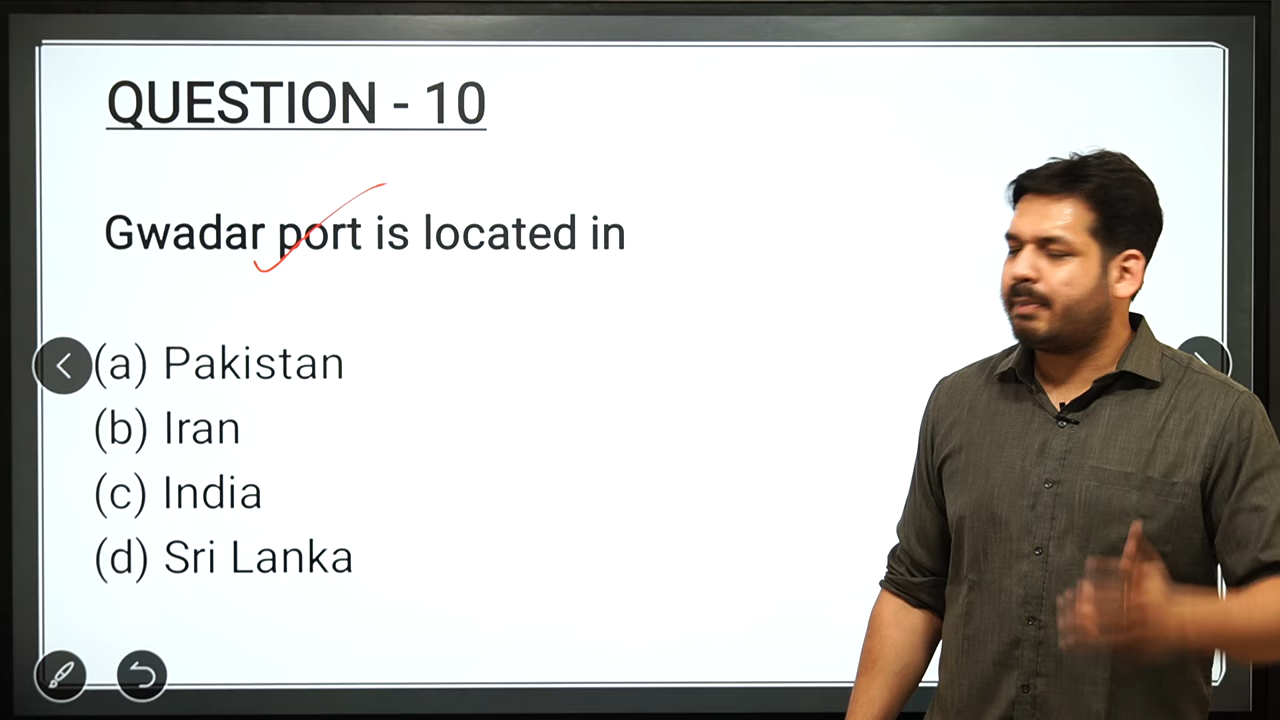 QUESTION - 10
Gwadar port is located in
(a) Pakistan
(b) Iran
(c) India
(d) Sri Lanka